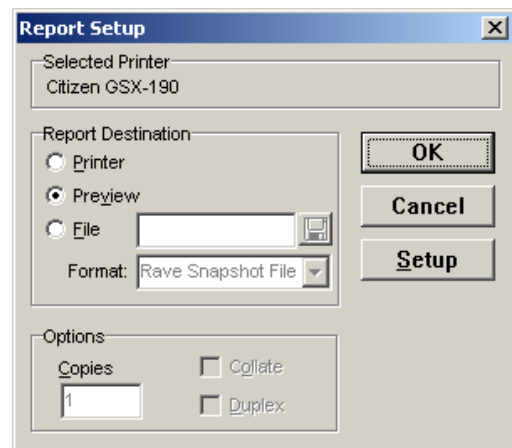 Report Setup
Selected Printer
Citizen GSX-190
Report Destination
Printer
Preview
File
Format: Rave Snapshot File
OK
Cancel
Setup
Options
Copies
1
Collate
Duplex